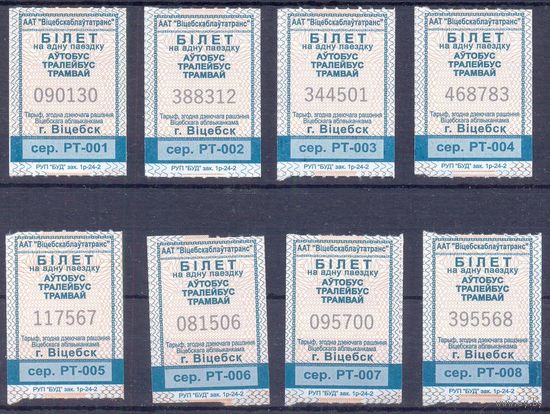 ААТ "Віцебскаблаўтатранс"
БІЛЕТ
на адну паездку
АЎТОБУС
ТРАЛЕЙБУС
ТРАМВАЙ
090130
Тарыф, згодна дзеючага рашэння
Віцебскага аблвыканкама
г. Віцебск
сер. РТ-001
РУП "БУД" зак. 1р-24-2
ААТ "Віцебскаблаўтатранс"
БІЛЕТ
на адну паездку
АЎТОБУС
ТРАЛЕЙБУС
ТРАМВАЙ
388312
Тарыф, згодна дзеючага рашэння
Віцебскага аблвыканкама
г. Віцебск
сер. РТ-002
РУП "БУД" зак. 1р-24-2
ААТ "Віцебскаблаўтатранс"
БІЛЕТ
на адну паездку
АЎТОБУС
ТРАЛЕЙБУС
ТРАМВАЙ
344501
Тарыф, згодна дзеючага рашэння
Віцебскага аблвыканкама
г. Віцебск
сер. РТ-003
РУП "БУД" зак. 1р-24-2
ААТ "Віцебскаблаўтатранс"
БІЛЕТ
на адну паездку
АЎТОБУС
ТРАЛЕЙБУС
ТРАМВАЙ
468783
Тарыф, згодна дзеючага рашэння
Віцебскага аблвыканкама
г. Віцебск
сер. РТ-004
РУП "БУД" зак. 1р-24-2
ААТ "Віцебскаблаўтатранс"
БІЛЕТ
на адну паездку
АЎТОБУС
ТРАЛЕЙБУС
ТРАМВАЙ
117567
Тарыф, згодна дзеючага рашэння
Віцебскага аблвыканкама
г. Віцебск
сер. РТ-005
РУП "БУД" зак. 1р-24-2
ААТ "Віцебскаблаўтатранс"
БІЛЕТ
на адну паездку
АЎТОБУС
ТРАЛЕЙБУС
ТРАМВАЙ
081506
Тарыф, згодна дзеючага рашэння
Віцебскага аблвыканкама
г. Віцебск
сер. РТ-006
РУП "БУД" зак. 1р-24-2
ААТ "Віцебскаблаўтатранс"
БІЛЕТ
на адну паездку
АЎТОБУС
ТРАЛЕЙБУС
ТРАМВАЙ
095700
Тарыф, згодна дзеючага рашэння
Віцебскага аблвыканкама
г. Віцебск
сер. РТ-007
РУП "БУД" зак. 1р-24-2
ААТ "Віцебскаблаўтатранс"
БІЛЕТ
на адну паездку
АЎТОБУС
ТРАЛЕЙБУС
ТРАМВАЙ
395568
Тарыф, згодна дзеючага рашэння
Віцебскага аблвыканкама
г. Віцебск
сер. РТ-008
РУП "БУД" зак. 1р-24-2